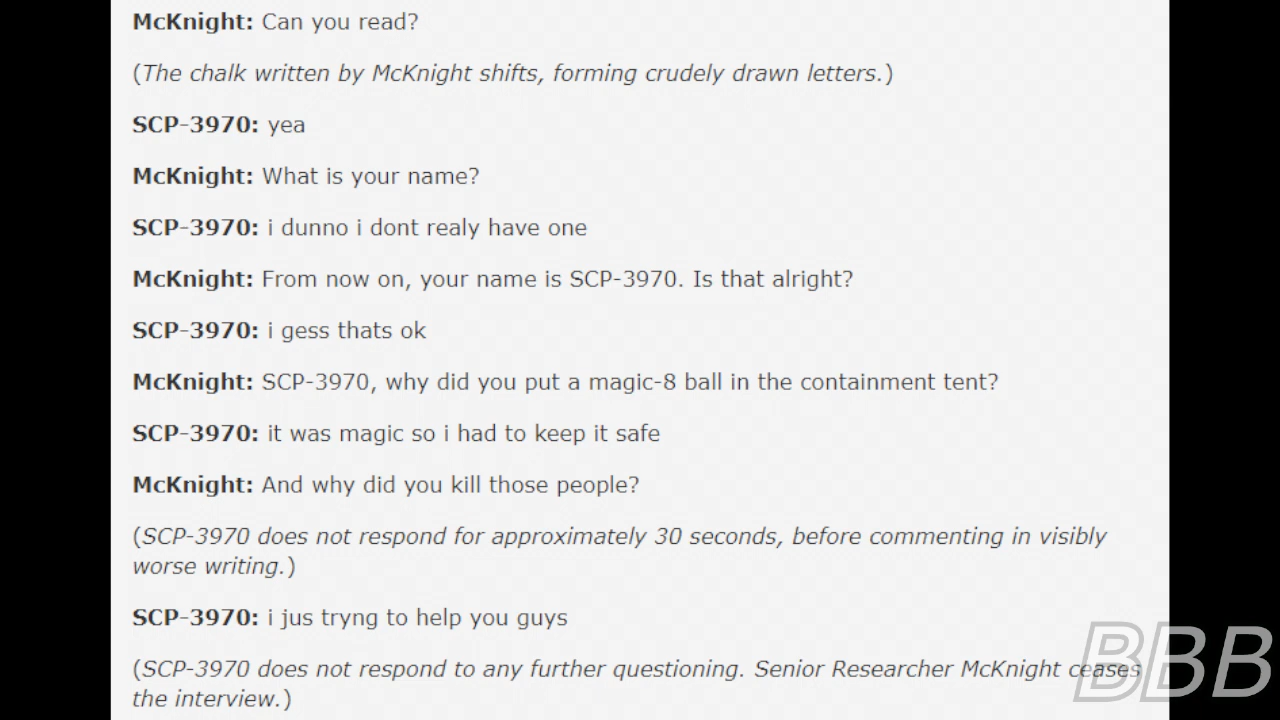 McKnight: Can you read?
(The chalk written by McKnight shifts, forming crudely drawn letters.)
SCP-3970: yea
McKnight: What is your name?
SCP-3970: i dunno i dont realy have one
McKnight: From now on, your name is SCP-3970. Is that alright?
SCP-3970: i gess thats ok
McKnight: SCP-3970, why did you put a magic-8 ball in the containment tent?
SCP-3970: it was magic so i had to keep it safe
McKnight: And why did you kill those people?
(SCP-3970 does not respond for approximately 30 seconds, before commenting in visibly
worse writing.)
SCP-3970: i jus tryng to help you guys
(SCP-3970 does not respond to any further questioning. Senior Researcher McKnight ceases
the interview.)
BBB